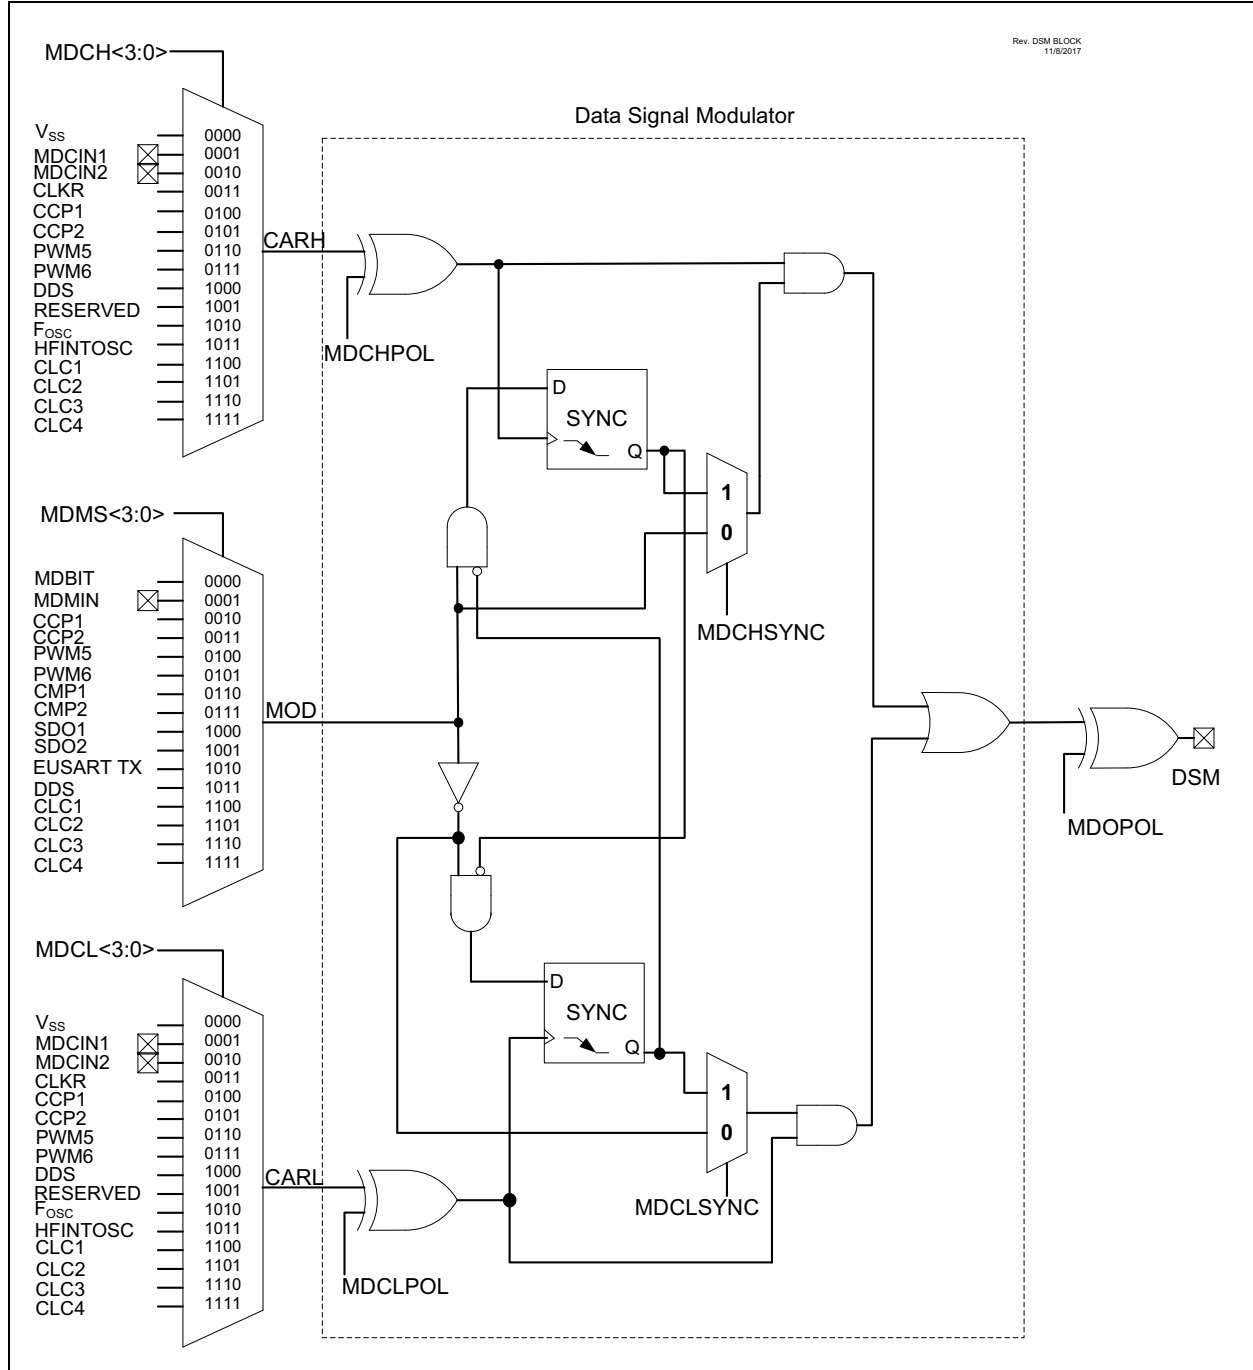 Rev. DSM BLOCK
11/8/2017
MDCH<3:0>
Data Signal Modulator
VSS 0000
MDCIN1 0001
MDCIN2 0010
CLKR 0011
CCP1 0100
CCP2 0101
PWM5 0110
PWM6 0111
DDS 1000
RESERVED 1001
FOSC 1010
HFINTOSC 1011
CLC1 1100
CLC2 1101
CLC3 1110
CLC4 1111
CARH
MDCHPOL
D
SYNC
Q
1
0
MDCHSYNC
MDMS<3:0>
MDBIT 0000
MDMIN 0001
CCP1 0010
CCP2 0011
PWM5 0100
PWM6 0101
CMP1 0110
CMP2 0111
SDO1 1000
SDO2 1001
EUSART TX 1010
DDS 1011
CLC1 1100
CLC2 1101
CLC3 1110
CLC4 1111
MOD
DSM
MDOPOL
MDCL<3:0>
VSS 0000
MDCIN1 0001
MDCIN2 0010
CLKR 0011
CCP1 0100
CCP2 0101
PWM5 0110
PWM6 0111
DDS 1000
RESERVED 1001
FOSC 1010
HFINTOSC 1011
CLC1 1100
CLC2 1101
CLC3 1110
CLC4 1111
CARL
MDCLPOL
D
SYNC
Q
1
0
MDCLSYNC